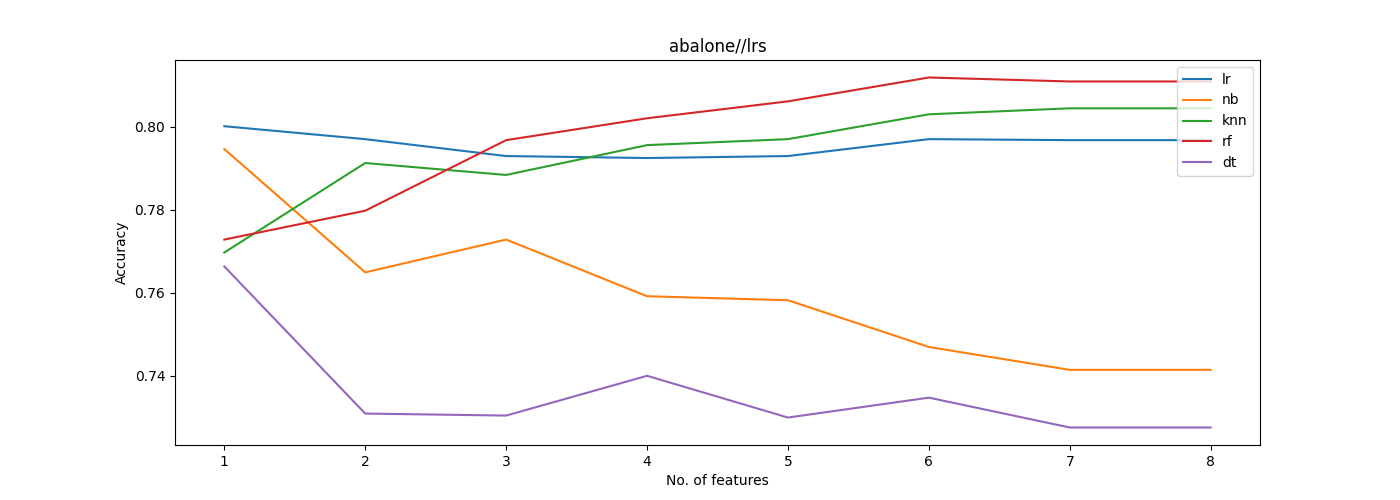 abalone//lrs
lr
nb
knn
rf
dt
0.80
0.78
0.76
0.74
Accuracy
1 2 3 4 5 6 7 8
No. of features